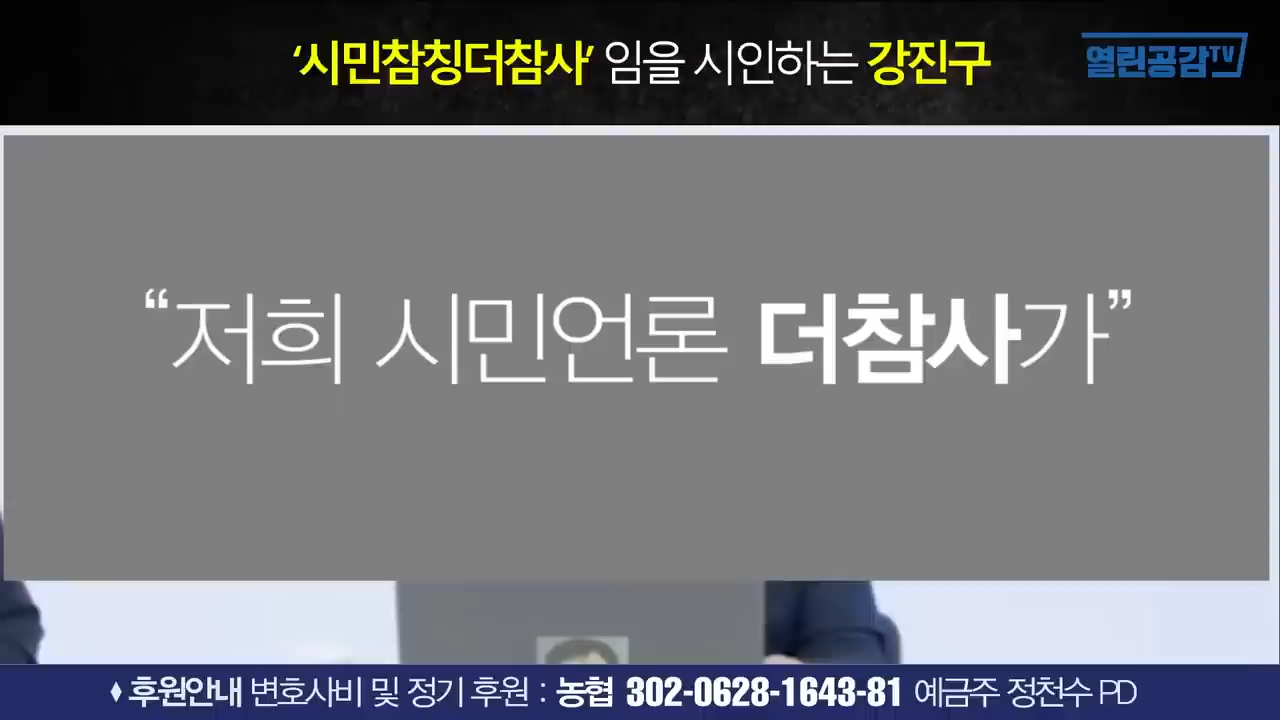 ‘시민참칭더참사’ 임을 시인하는 강진구
열린공감TV
“저희 시민언론 더참사가”
♦ 후원안내 변호사비 및 정기 후원 : 농협 302-0628-1643-81 예금주 정천수 PD